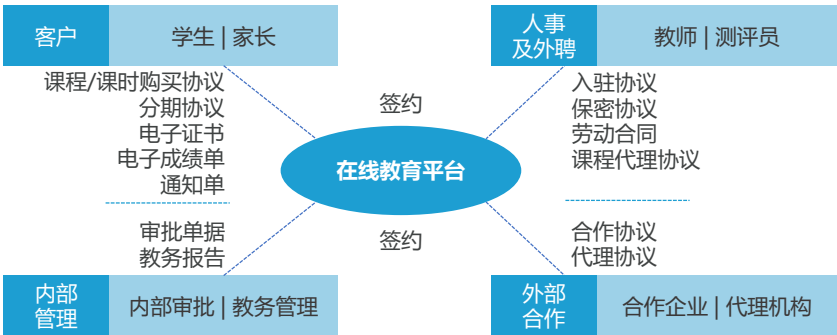 客户
学生 | 家长
人事
及外聘
教师 | 测评员
课程/课时购买协议
分期协议
电子证书
电子成绩单
通知单
签约
入驻协议
保密协议
劳动合同
课程代理协议
在线教育平台
审批单据
教务报告
签约
合作协议
代理协议
内部
管理
内部审批 | 教务管理
外部
合作
合作企业 | 代理机构